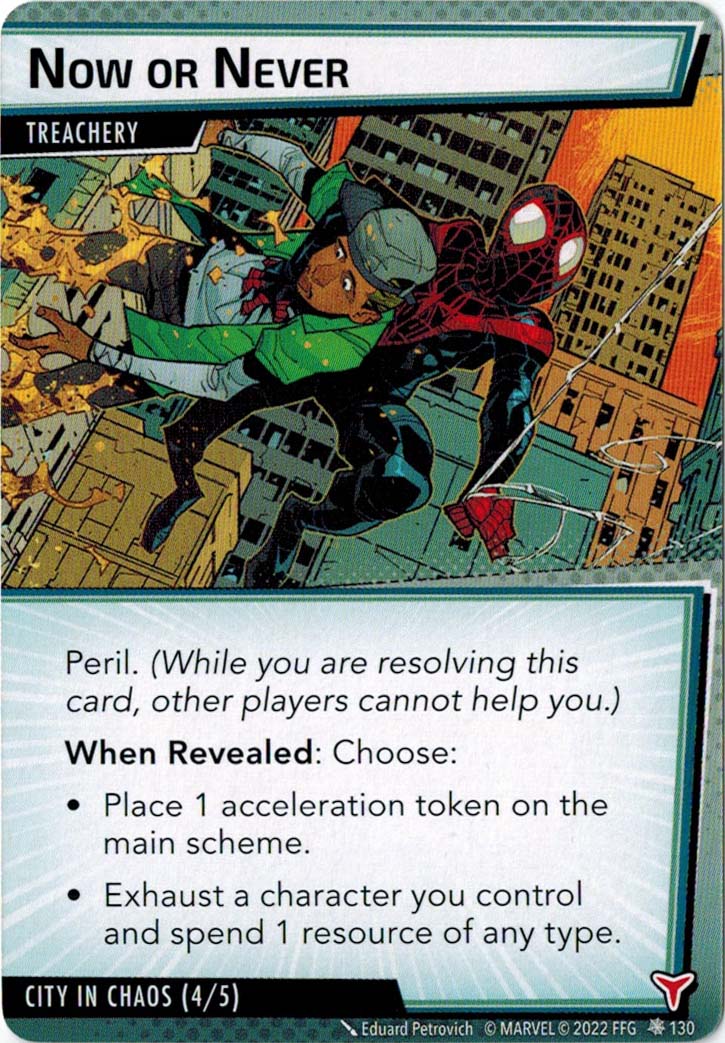 Now or Never
TREACHERY
Peril. (While you are resolving this
card, other players cannot help you.)
When Revealed: Choose:
• Place 1 acceleration token on the
main scheme.
• Exhaust a character you control
and spend 1 resource of any type.
CITY IN CHAOS (4/5)
Eduard Petrovich © MARVEL © 2022 FFG 130